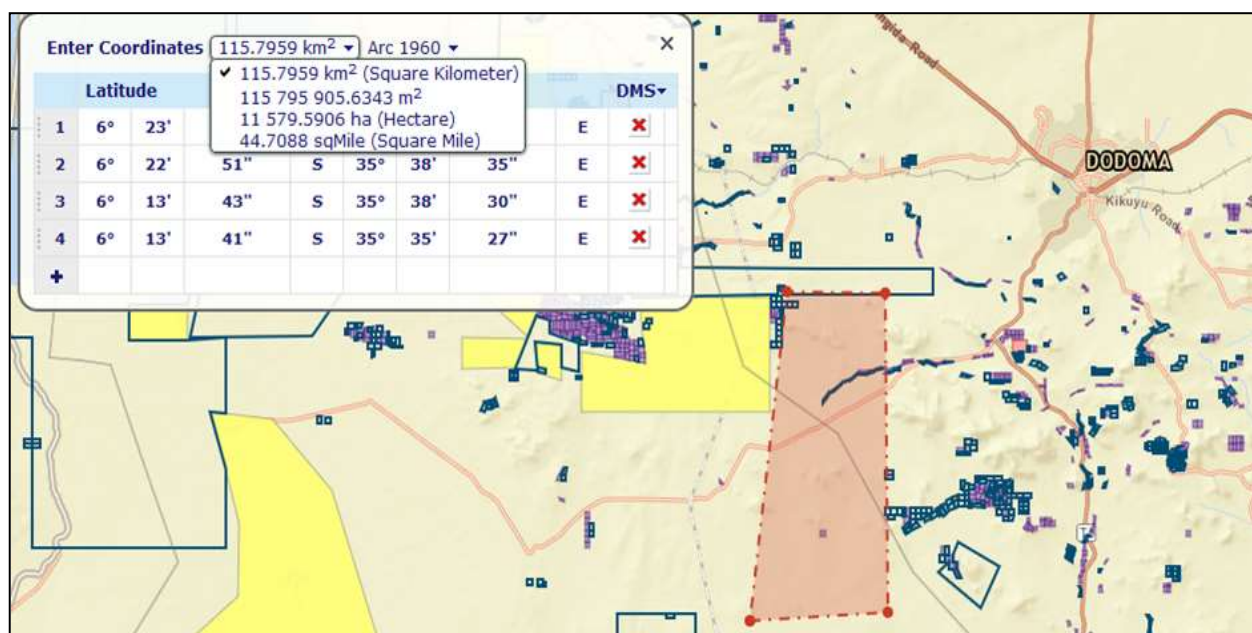 Enter Coordinates 115.7959 km² Arc 1960
115.7959 km² (Square Kilometer)
115 795 905.6343 m²
11 579.5906 ha (Hectare)
44.7088 sqMile (Square Mile)
Latitude DMS
1 6° 23' E
2 6° 22' 51" S 35° 38' 35" E
3 6° 13' 43" S 35° 38' 30" E
4 6° 13' 41" S 35° 35' 27" E
+
Road
DODOMA
Kikuyu Road